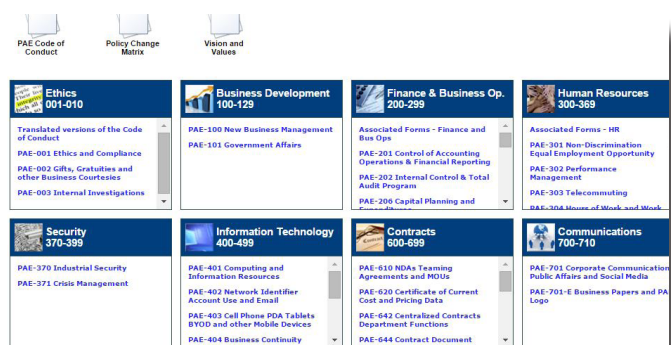 PAE Code of
Conduct
Policy Change
Matrix
Vision and
Values
Ethics
001-010
Translated versions of the Code
of Conduct
PAE-001 Ethics and Compliance
PAE-002 Gifts, Gratuities and
other Business Courtesies
PAE-003 Internal Investigations
Business Development
100-129
PAE-100 New Business Management
PAE-101 Government Affairs
Finance & Business Op.
200-299
Associated Forms - Finance and
Bus Ops
PAE-201 Control of Accounting
Operations & Financial Reporting
PAE-202 Internal Control & Total
Audit Program
PAE-206 Capital Planning and
Expenditures
Human Resources
300-369
Associated Forms - HR
PAE-301 Non-Discrimination
Equal Employment Opportunity
PAE-302 Performance
Management
PAE-303 Telecommuting
PAE-304 Hours of Work and Work
Security
370-399
PAE-370 Industrial Security
PAE-371 Crisis Management
Information Technology
400-499
PAE-401 Computing and
Information Resources
PAE-402 Network Identifier
Account Use and Email
PAE-403 Cell Phone PDA Tablets
BYOD and other Mobile Devices
PAE-404 Business Continuity
Contracts
600-699
PAE-610 NDAs Teaming
Agreements and MOUs
PAE-620 Certificate of Current
Cost and Pricing Data
PAE-642 Centralized Contracts
Department Functions
PAE-644 Contract Document
Communications
700-710
PAE-701 Corporate Communication
Public Affairs and Social Media
PAE-701-E Business Papers and PA
Logo